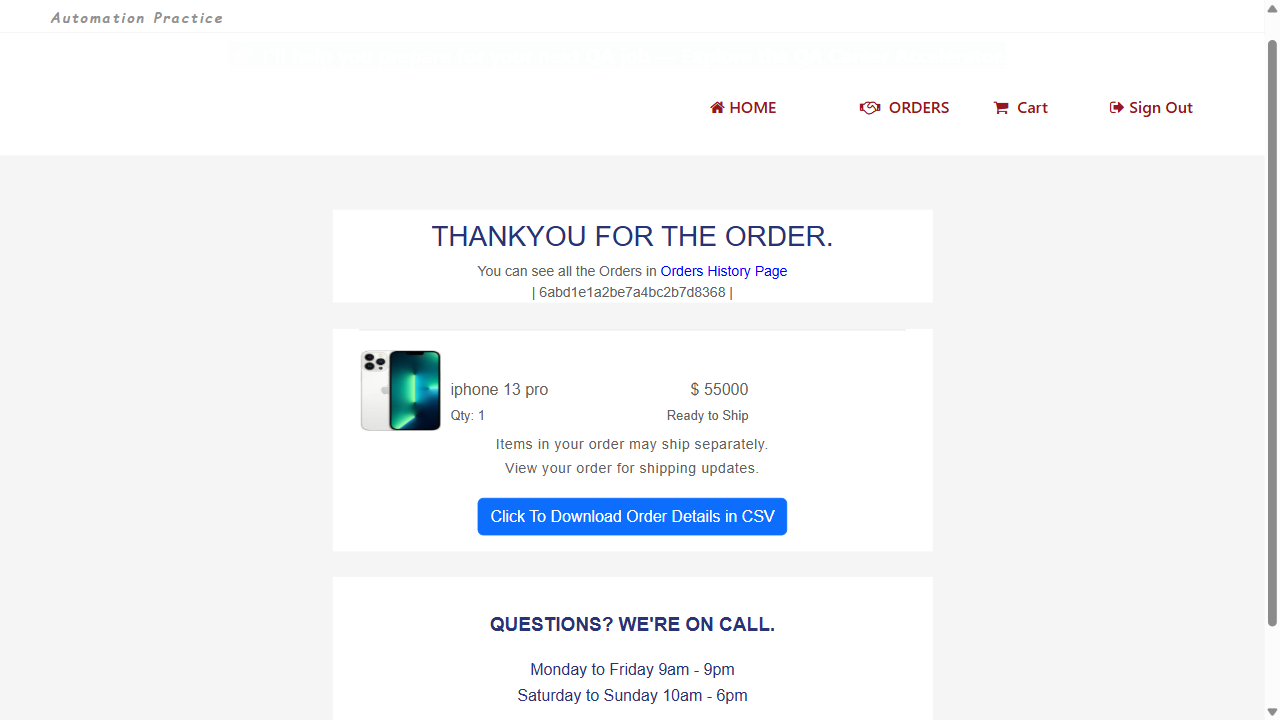 Automation Practice
HOME
ORDERS
Cart
Sign Out
THANKYOU FOR THE ORDER.
You can see all the Orders in Orders History Page
| 6abd1e1a2be7a4bc2b7d8368 |
iphone 13 pro
$ 55000
Qty: 1
Ready to Ship
Items in your order may ship separately.
View your order for shipping updates.
Click To Download Order Details in CSV
QUESTIONS? WE'RE ON CALL.
Monday to Friday 9am - 9pm
Saturday to Sunday 10am - 6pm